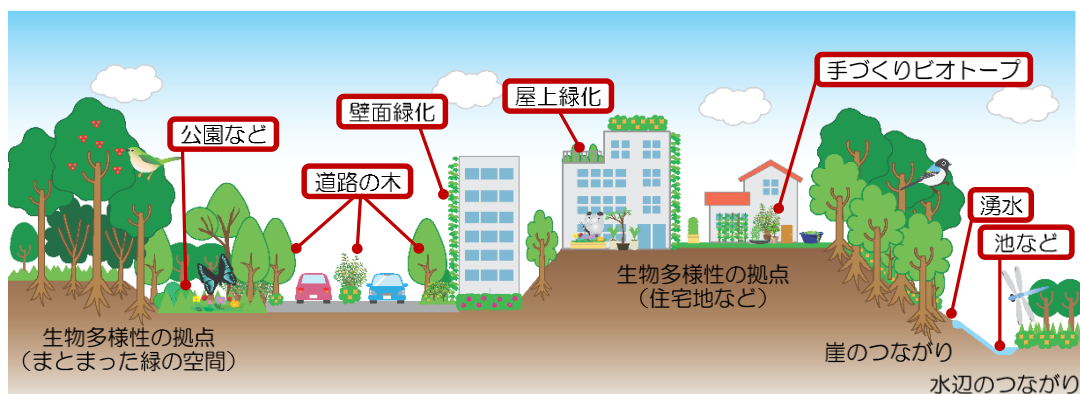 手づくりビオトープ
屋上緑化
壁面緑化
公園など
道路の木
湧水
池など
生物多様性の拠点
（住宅地など）
生物多様性の拠点
（まとまった緑の空間）
崖のつながり
水辺のつながり